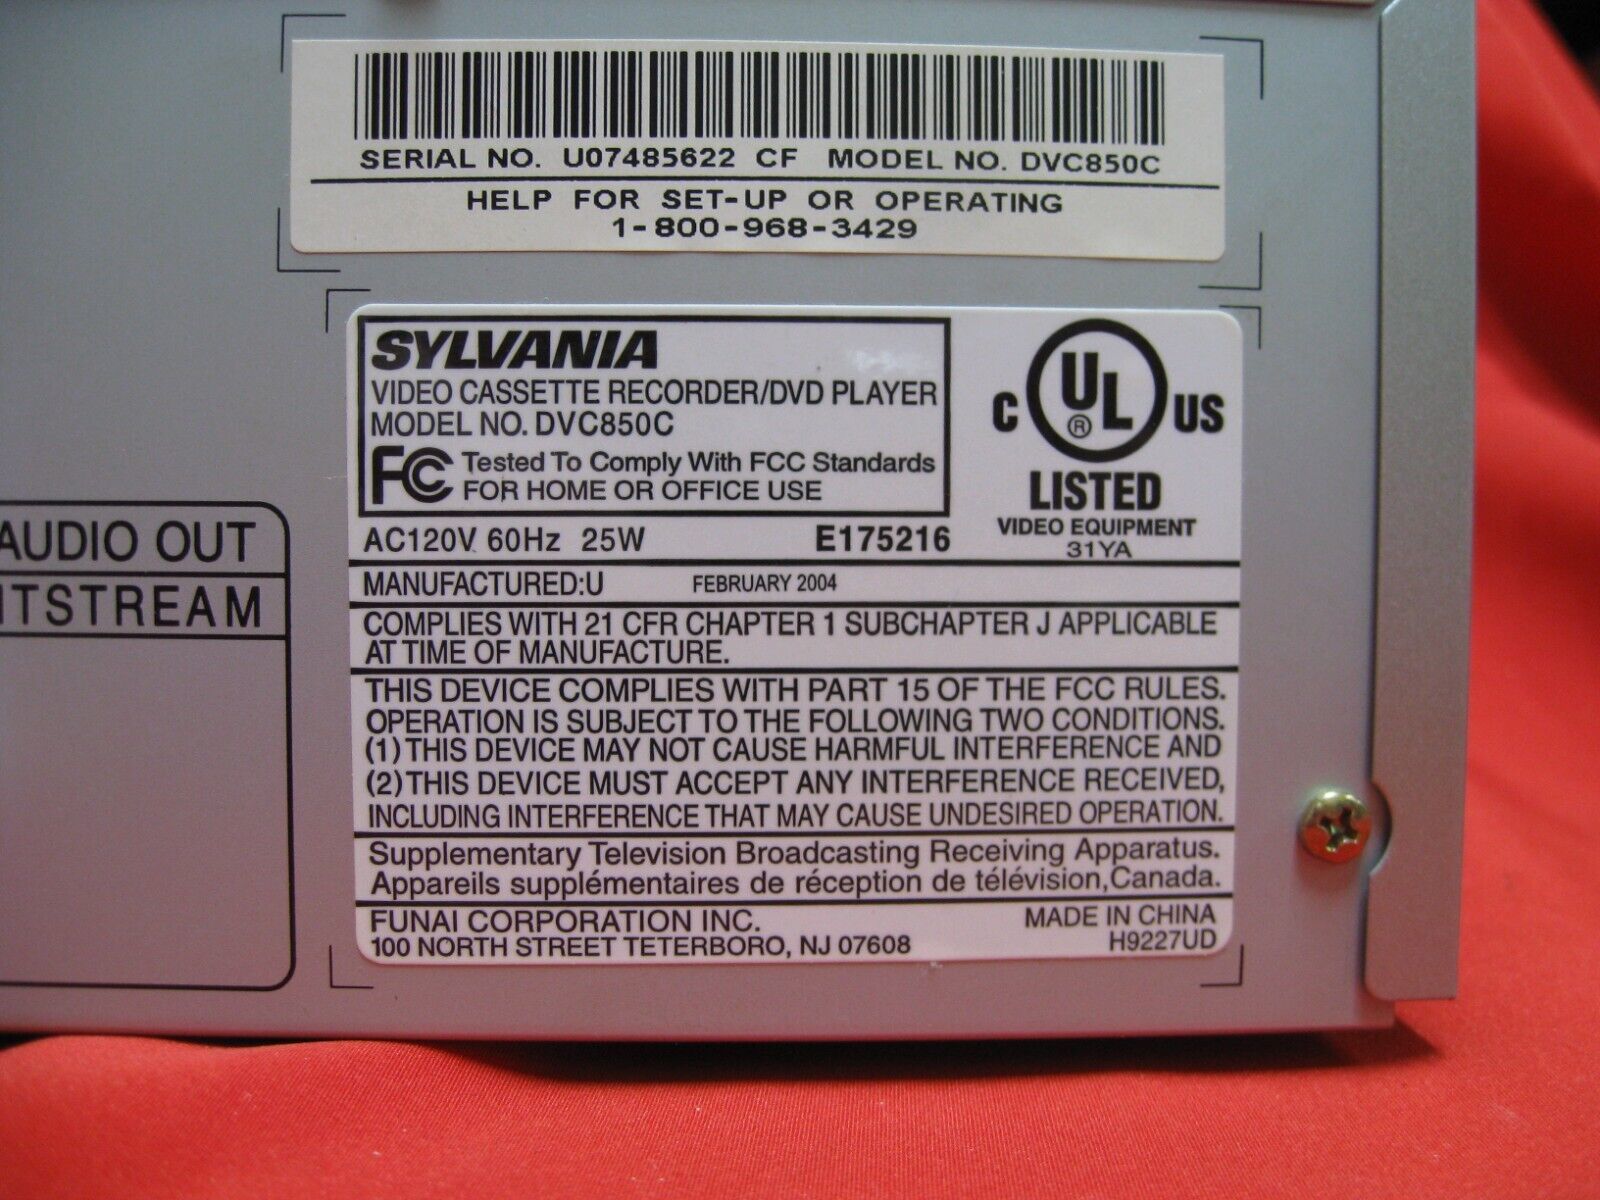 SERIAL NO. U07485622 CF MODEL NO. DVC850C
HELP FOR SET-UP OR OPERATING
1-800-968-3429
SYLVANIA
VIDEO CASSETTE RECORDER/DVD PLAYER
MODEL NO. DVC850C
FC Tested To Comply With FCC Standards
FOR HOME OR OFFICE USE
C UL ® US
LISTED
VIDEO EQUIPMENT
31YA
AC120V 60Hz 25W E175216
MANUFACTURED:U FEBRUARY 2004
COMPLIES WITH 21 CFR CHAPTER 1 SUBCHAPTER J APPLICABLE
AT TIME OF MANUFACTURE.
THIS DEVICE COMPLIES WITH PART 15 OF THE FCC RULES.
OPERATION IS SUBJECT TO THE FOLLOWING TWO CONDITIONS.
(1) THIS DEVICE MAY NOT CAUSE HARMFUL INTERFERENCE AND
(2) THIS DEVICE MUST ACCEPT ANY INTERFERENCE RECEIVED,
INCLUDING INTERFERENCE THAT MAY CAUSE UNDESIRED OPERATION.
Supplementary Television Broadcasting Receiving Apparatus.
Appareils supplémentaires de réception de télévision,Canada.
FUNAI CORPORATION INC. MADE IN CHINA
100 NORTH STREET TETERBORO, NJ 07608 H9227UD
AUDIO OUT
ITSTREAM